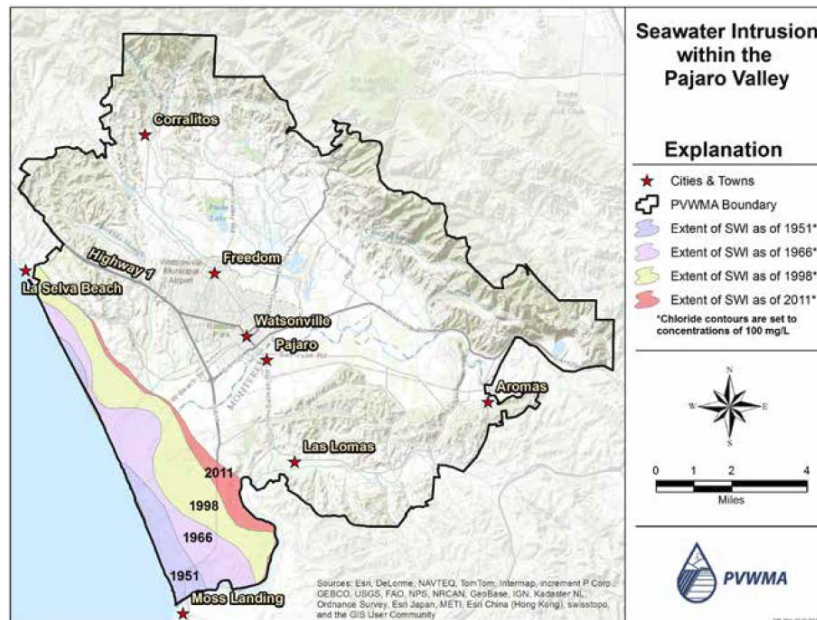 Seawater Intrusion
within the
Pajaro Valley
Explanation
Cities & Towns
PVWMA Boundary
Extent of SWI as of 1951*
Extent of SWI as of 1966*
Extent of SWI as of 1998*
Extent of SWI as of 2011*
*Chloride contours are set to
concentrations of 100 mg/L
N
W E
S
0 1 2 4
Miles
PVWMA
Corralitos
Freedom
Highway 1
Watsonville
Municipal
Airport
La Selva Beach
Watsonville
Pajaro
MONTEREY
Aromas
Las Lomas
2011
1998
1966
1951
Moss Landing
Sources: Esri, DeLorme, NAVTEQ, TomTom, Intermap, increment P Corp.,
GEBCO, USGS, FAO, NPS, NRCAN, GeoBase, IGN, Kadaster NL,
Ordnance Survey, Esri Japan, METI, Esri China (Hong Kong), swisstopo,
and the GIS User Community